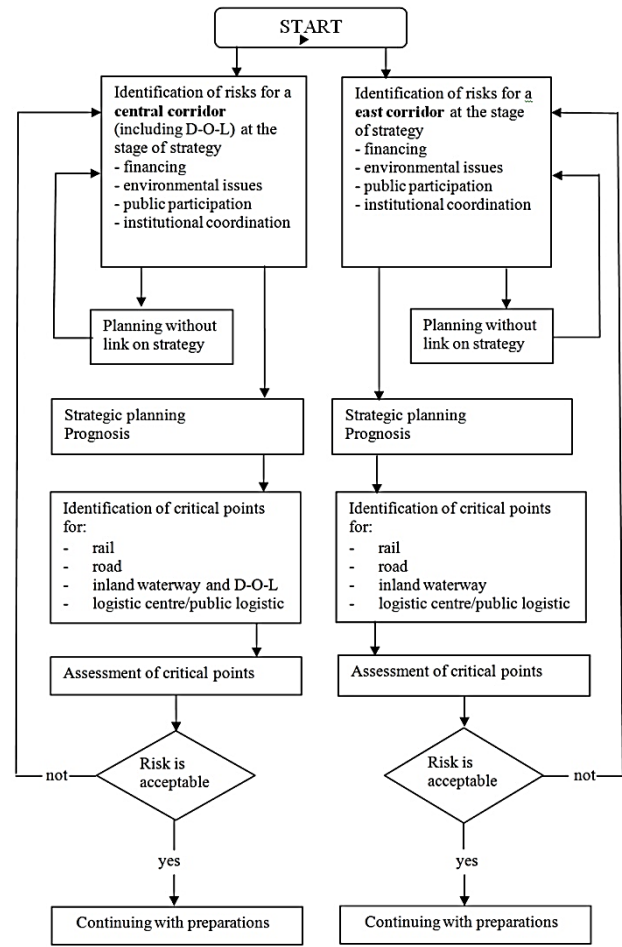 START
Identification of risks for a
central corridor
(including D-O-L) at the
stage of strategy
- financing
- environmental issues
- public participation
- institutional coordination
Identification of risks for a
east corridor at the stage
of strategy
- financing
- environmental issues
- public participation
- institutional coordination
Planning without
link on strategy
Planning without
link on strategy
Strategic planning
Prognosis
Strategic planning
Prognosis
Identification of critical points
for:
- rail
- road
- inland waterway and D-O-L
- logistic centre/public logistic
Identification of critical points
for:
- rail
- road
- inland waterway
- logistic centre/public logistic
Assessment of critical points
Assessment of critical points
Risk is
acceptable
not
Risk is
acceptable
not
yes
yes
Continuing with preparations
Continuing with preparations